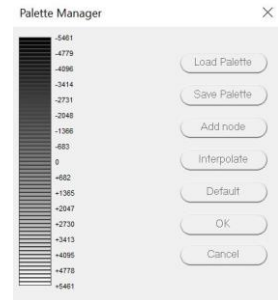 Palette Manager
-5461
-4779
-4096
-3414
-2731
-2048
-1366
-683
0
+682
+1365
+2047
+2730
+3413
+4095
+4778
+5461
Load Palette
Save Palette
Add node
Interpolate
Default
OK
Cancel